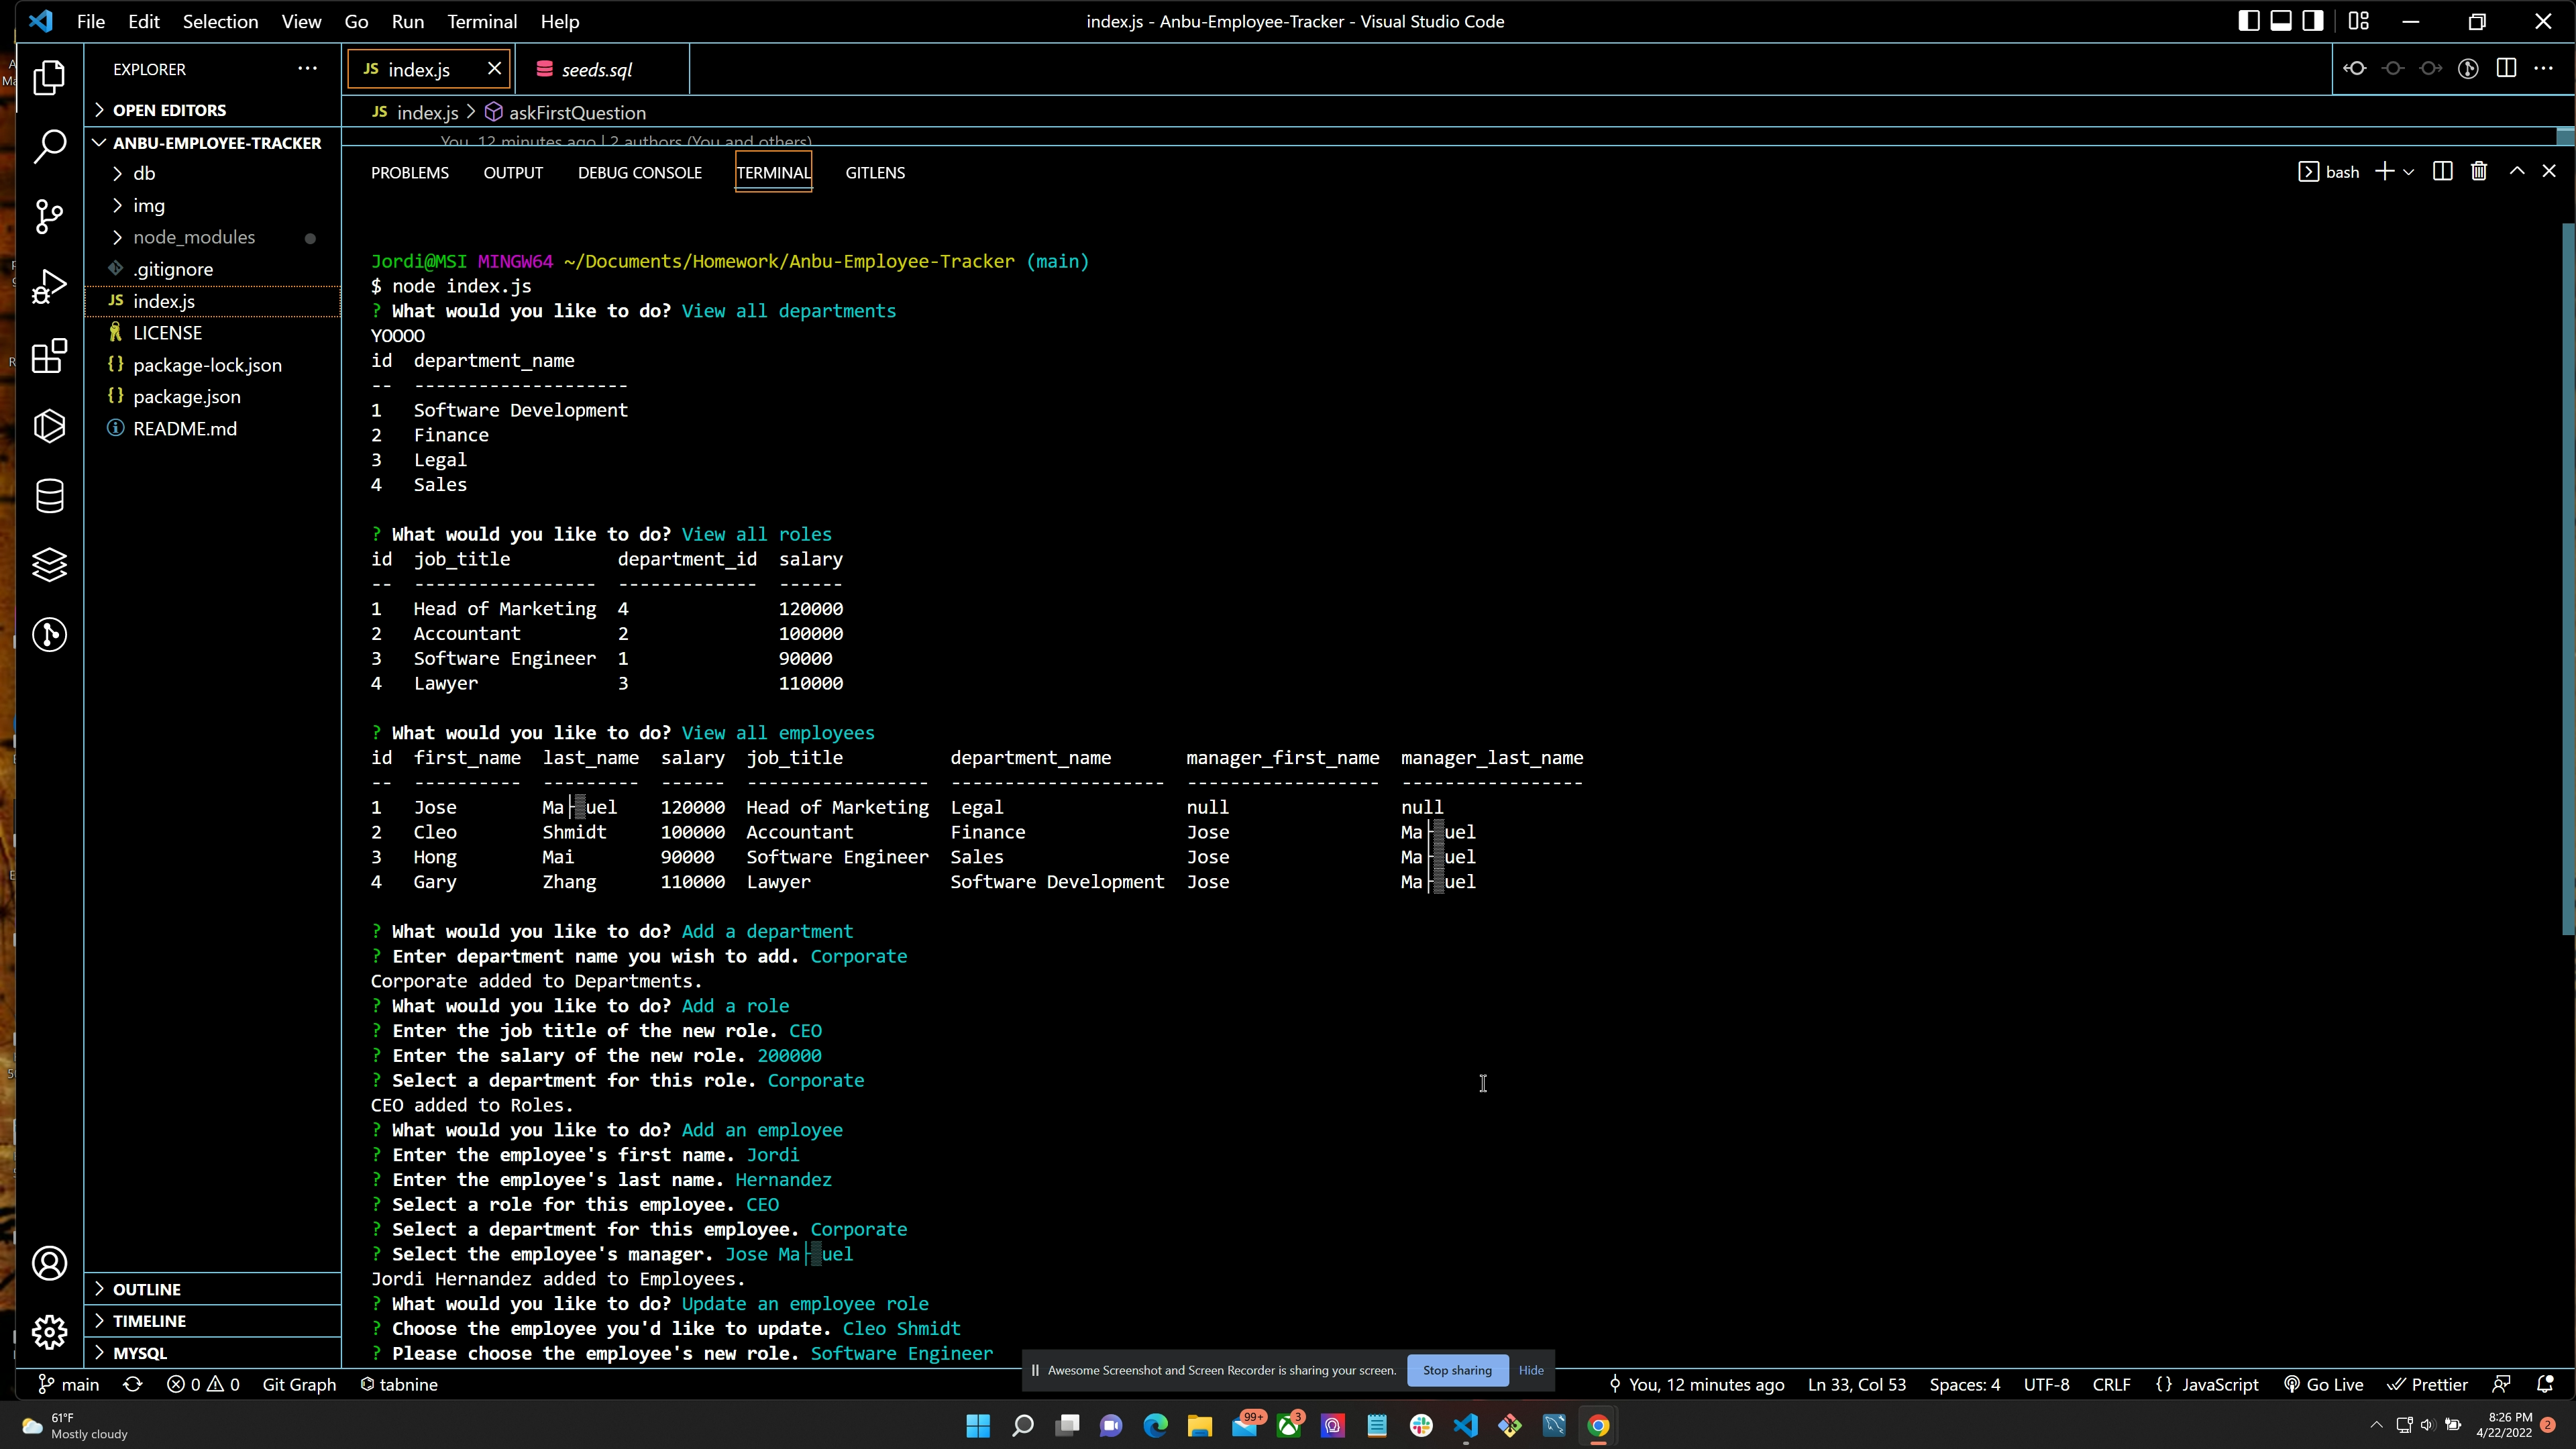 File Edit Selection View Go Run Terminal Help
index.js - Anbu-Employee-Tracker - Visual Studio Code
EXPLORER
index.js
seeds.sql
OPEN EDITORS
JS index.js > askFirstQuestion
You, 12 minutes ago | 2 authors (You and others)
ANBU-EMPLOYEE-TRACKER
db
img
node_modules
.gitignore
JS index.js
LICENSE
{} package-lock.json
{} package.json
README.md
OUTLINE
TIMELINE
MYSQL
PROBLEMS OUTPUT DEBUG CONSOLE TERMINAL GITLENS
bash
Jordi@MSI MINGW64 ~/Documents/Homework/Anbu-Employee-Tracker (main)
$ node index.js
? What would you like to do? View all departments
YOOOO
id department_name
-- --------------------
1 Software Development
2 Finance
3 Legal
4 Sales
? What would you like to do? View all roles
id job_title department_id salary
-- ----------------- ------------- ------
1 Head of Marketing 4 120000
2 Accountant 2 100000
3 Software Engineer 1 90000
4 Lawyer 3 110000
? What would you like to do? View all employees
id first_name last_name salary job_title department_name manager_first_name manager_last_name
-- ---------- --------- ------ ----------------- -------------------- ------------------ -----------------
1 Jose Ma├▒uel 120000 Head of Marketing Legal null null
2 Cleo Shmidt 100000 Accountant Finance Jose Ma├▒uel
3 Hong Mai 90000 Software Engineer Sales Jose Ma├▒uel
4 Gary Zhang 110000 Lawyer Software Development Jose Ma├▒uel
? What would you like to do? Add a department
? Enter department name you wish to add. Corporate
Corporate added to Departments.
? What would you like to do? Add a role
? Enter the job title of the new role. CEO
? Enter the salary of the new role. 200000
? Select a department for this role. Corporate
CEO added to Roles.
? What would you like to do? Add an employee
? Enter the employee's first name. Jordi
? Enter the employee's last name. Hernandez
? Select a role for this employee. CEO
? Select a department for this employee. Corporate
? Select the employee's manager. Jose Ma├▒uel
Jordi Hernandez added to Employees.
? What would you like to do? Update an employee role
? Choose the employee you'd like to update. Cleo Shmidt
? Please choose the employee's new role. Software Engineer
Awesome Screenshot and Screen Recorder is sharing your screen. Stop sharing Hide
main 0 0 Git Graph tabnine
You, 12 minutes ago Ln 33, Col 53 Spaces: 4 UTF-8 CRLF {} JavaScript Go Live Prettier
61°F
Mostly cloudy
99+
3
8:26 PM
4/22/2022
2